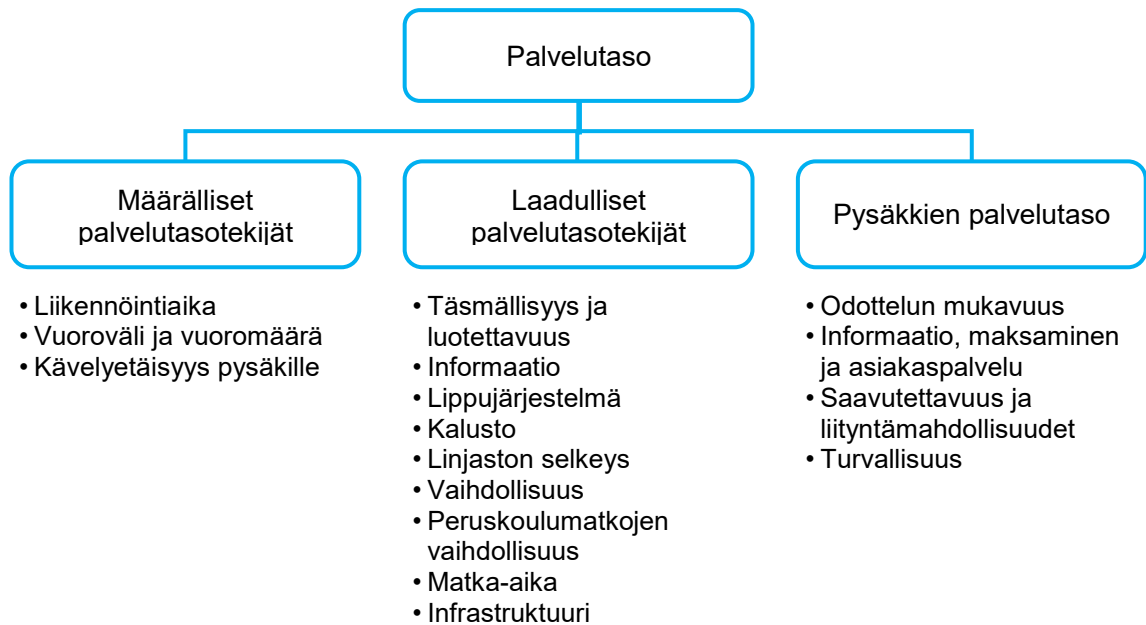 Palvelutaso
Määrälliset
palvelutasotekijät
Laadulliset
palvelutasotekijät
Pysäkkien palvelutaso
• Liikennöintiaika
• Vuoroväli ja vuoromäärä
• Kävelyetäisyys pysäkille
• Täsmällisyys ja
luotettavuus
• Informaatio
• Lippujärjestelmä
• Kalusto
• Linjaston selkeys
• Vaihdollisuus
• Peruskoulumatkojen
vaihdollisuus
• Matka-aika
• Infrastruktuuri
• Odottelun mukavuus
• Informaatio, maksaminen
ja asiakaspalvelu
• Saavutettavuus ja
liityntämahdollisuudet
• Turvallisuus